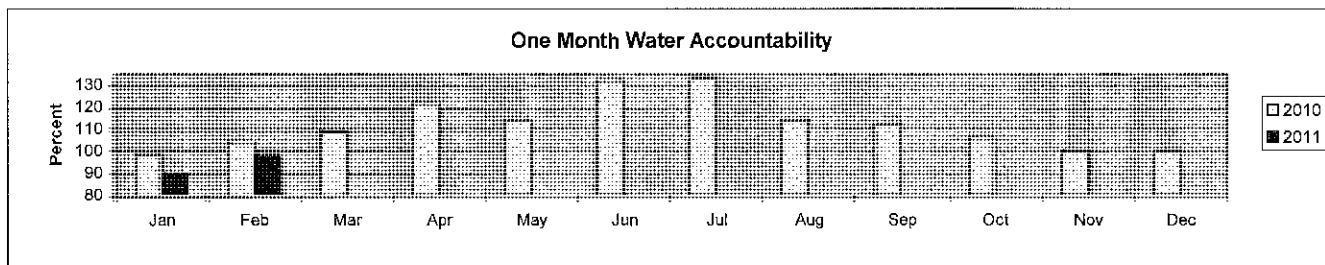 One Month Water Accountability
Percent
130
120
110
100
90
80
Jan Feb Mar Apr May Jun Jul Aug Sep Oct Nov Dec
2010
2011